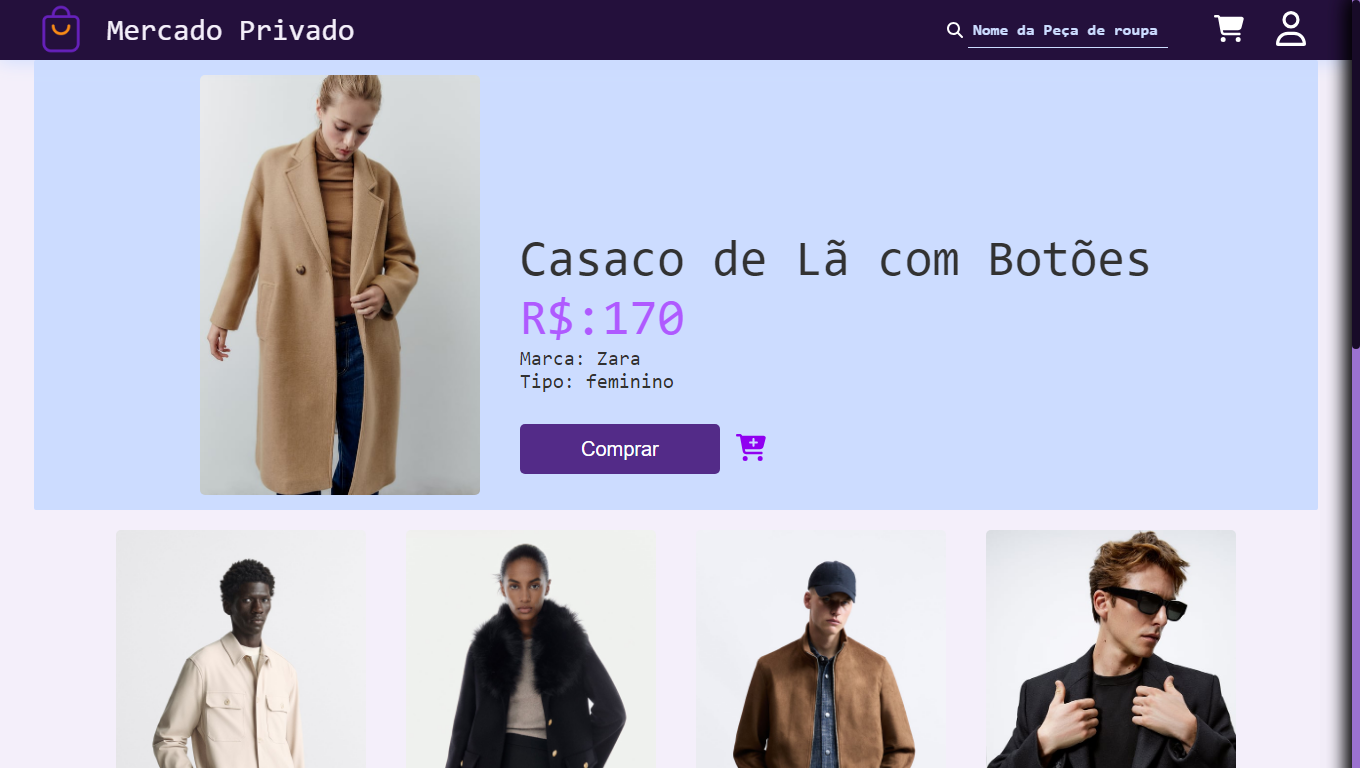 Mercado Privado
Nome da Peça de roupa
Casaco de Lã com Botões
R$:170
Marca: Zara
Tipo: feminino
Comprar